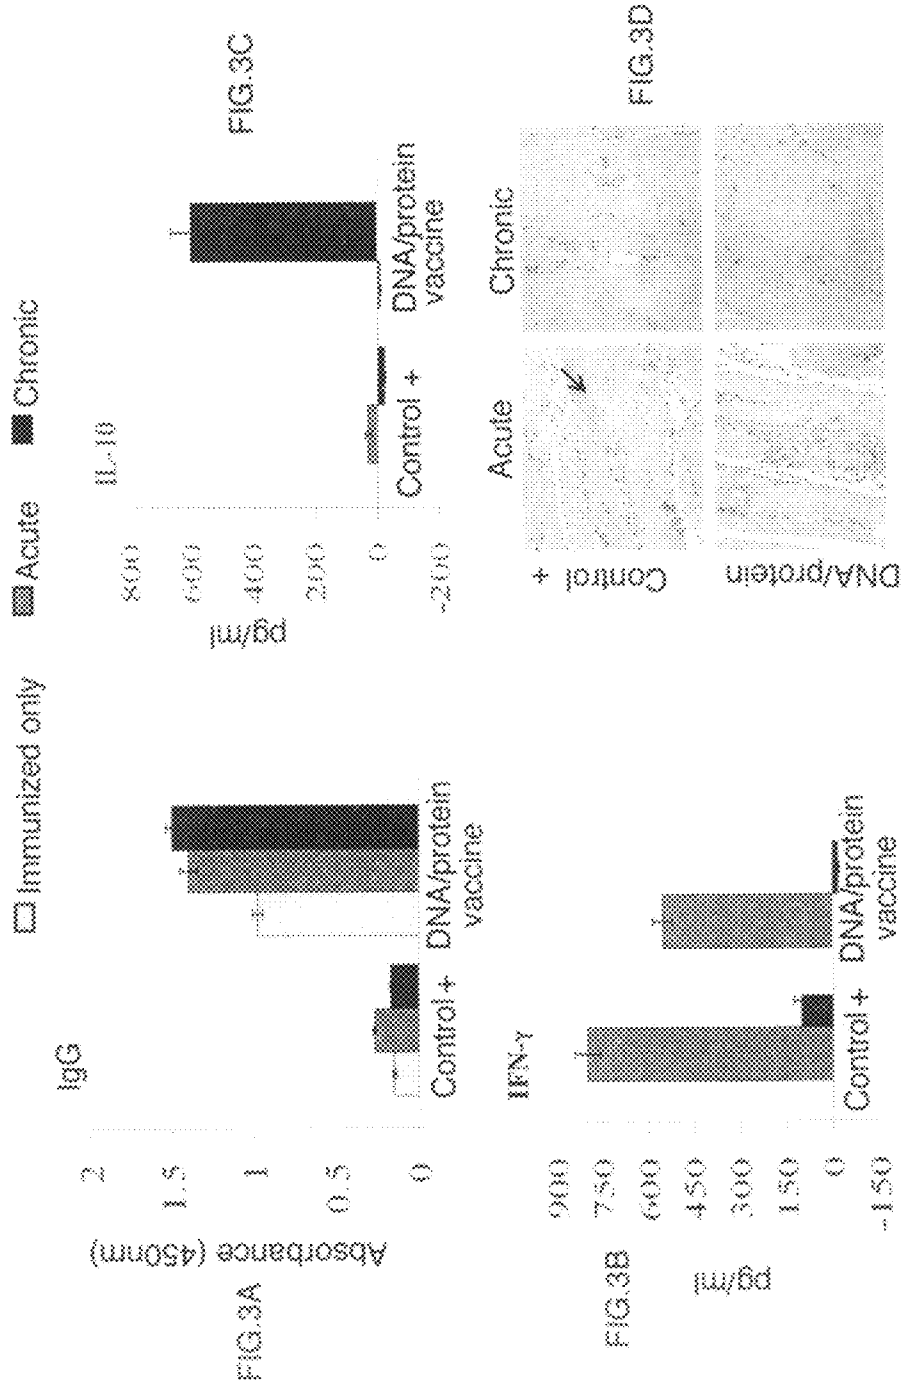 Immunized only
Acute
Chronic
IgG
Absorbance (450nm)
2
1.5
1
0.5
0
Control +
DNA/protein
vaccine
FIG.3A
IL-10
pg/ml
800
600
400
200
0
-200
Control +
DNA/protein
vaccine
FIG.3C
IFN-γ
FIG.3B
pg/ml
900
750
600
450
300
150
0
-150
Control +
DNA/protein
vaccine
Acute
Chronic
Control
+
DNA/protein
FIG.3D